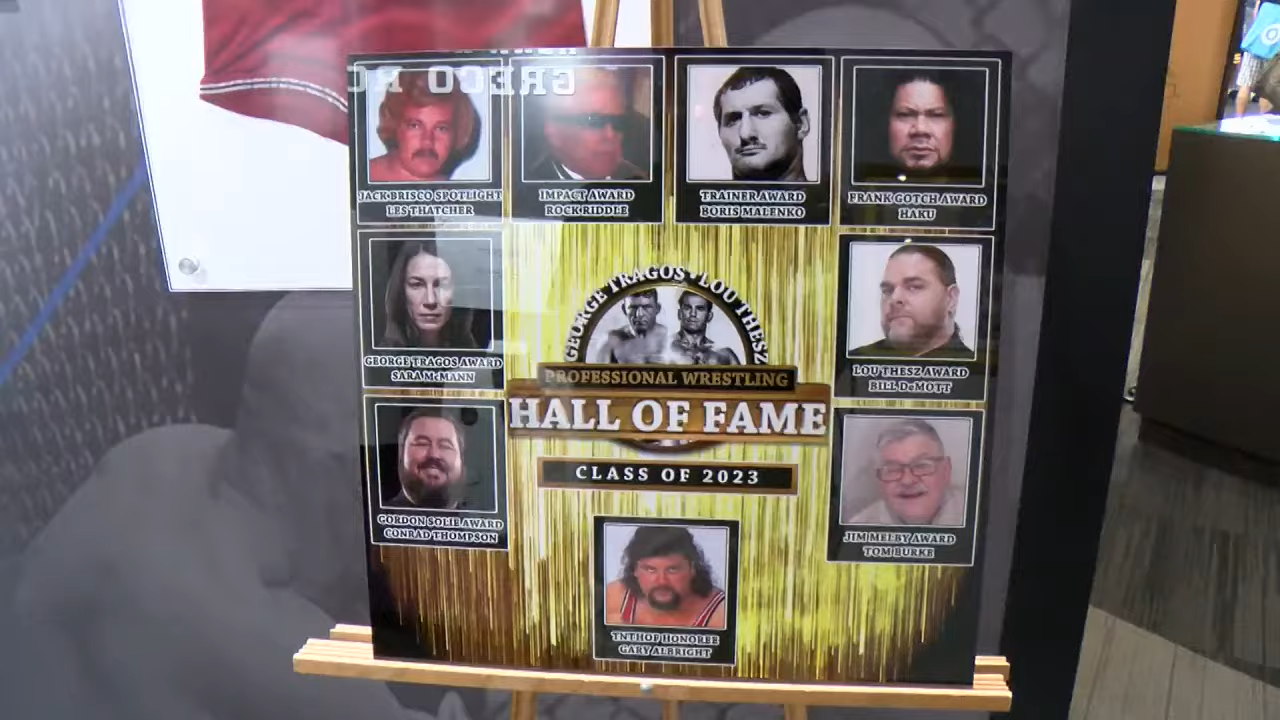 GRECO RO
JACK BRISCO SPOTLIGHT
LES THATCHER
IMPACT AWARD
ROCK RIDDLE
TRAINER AWARD
BORIS MALENKO
FRANK GOTCH AWARD
HAKU
GEORGE TRAGOS AWARD
SARA McMANN
GEORGE TRAGOS LOU THESZ
PROFESSIONAL WRESTLING
HALL OF FAME
CLASS OF 2023
LOU THESZ AWARD
BILL DeMOTT
GORDON SOLIE AWARD
CONRAD THOMPSON
JIM MELBY AWARD
TOM BURKE
TNTHOF HONOREE
GARY ALBRIGHT